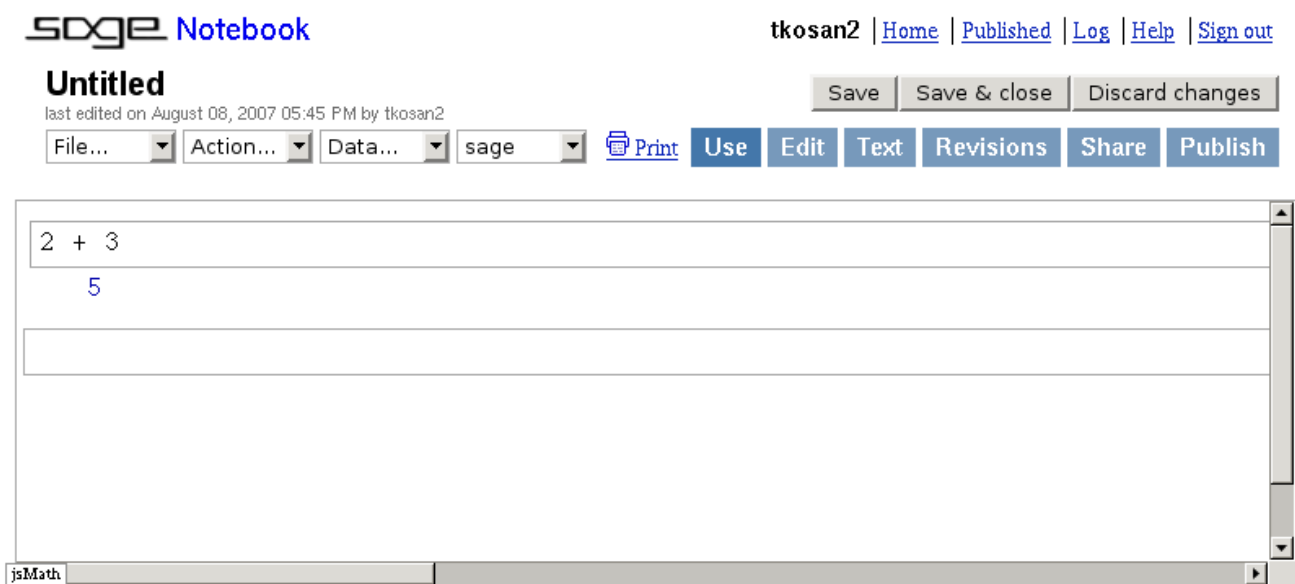 SAGE Notebook
tkosan2 | Home | Published | Log | Help | Sign out
Untitled
last edited on August 08, 2007 05:45 PM by tkosan2
Save Save & close Discard changes
File... Action... Data... sage Print Use Edit Text Revisions Share Publish
2 + 3
5
jsMath